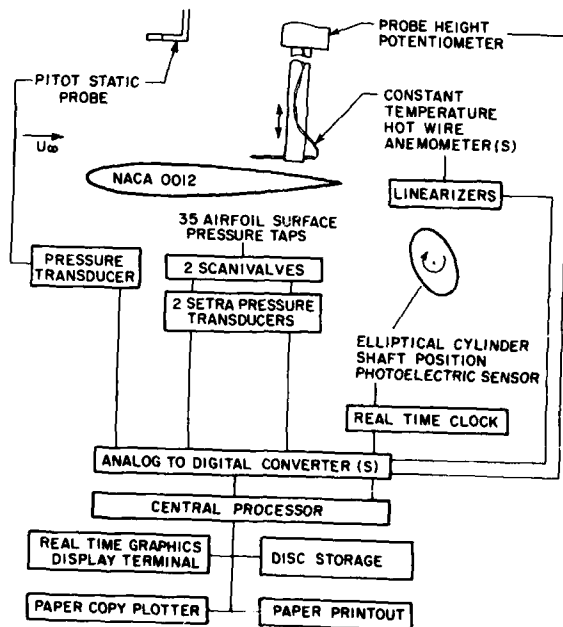 PROBE HEIGHT
POTENTIOMETER
PITOT STATIC
PROBE
CONSTANT
TEMPERATURE
HOT WIRE
ANEMOMETER(S)
U∞
NACA 0012
LINEARIZERS
35 AIRFOIL SURFACE
PRESSURE TAPS
PRESSURE
TRANSDUCER
2 SCANIVALVES
2 SETRA PRESSURE
TRANSDUCERS
ELLIPTICAL CYLINDER
SHAFT POSITION
PHOTOELECTRIC SENSOR
REAL TIME CLOCK
ANALOG TO DIGITAL CONVERTER (S)
CENTRAL PROCESSOR
REAL TIME GRAPHICS
DISPLAY TERMINAL
DISC STORAGE
PAPER COPY PLOTTER
PAPER PRINTOUT